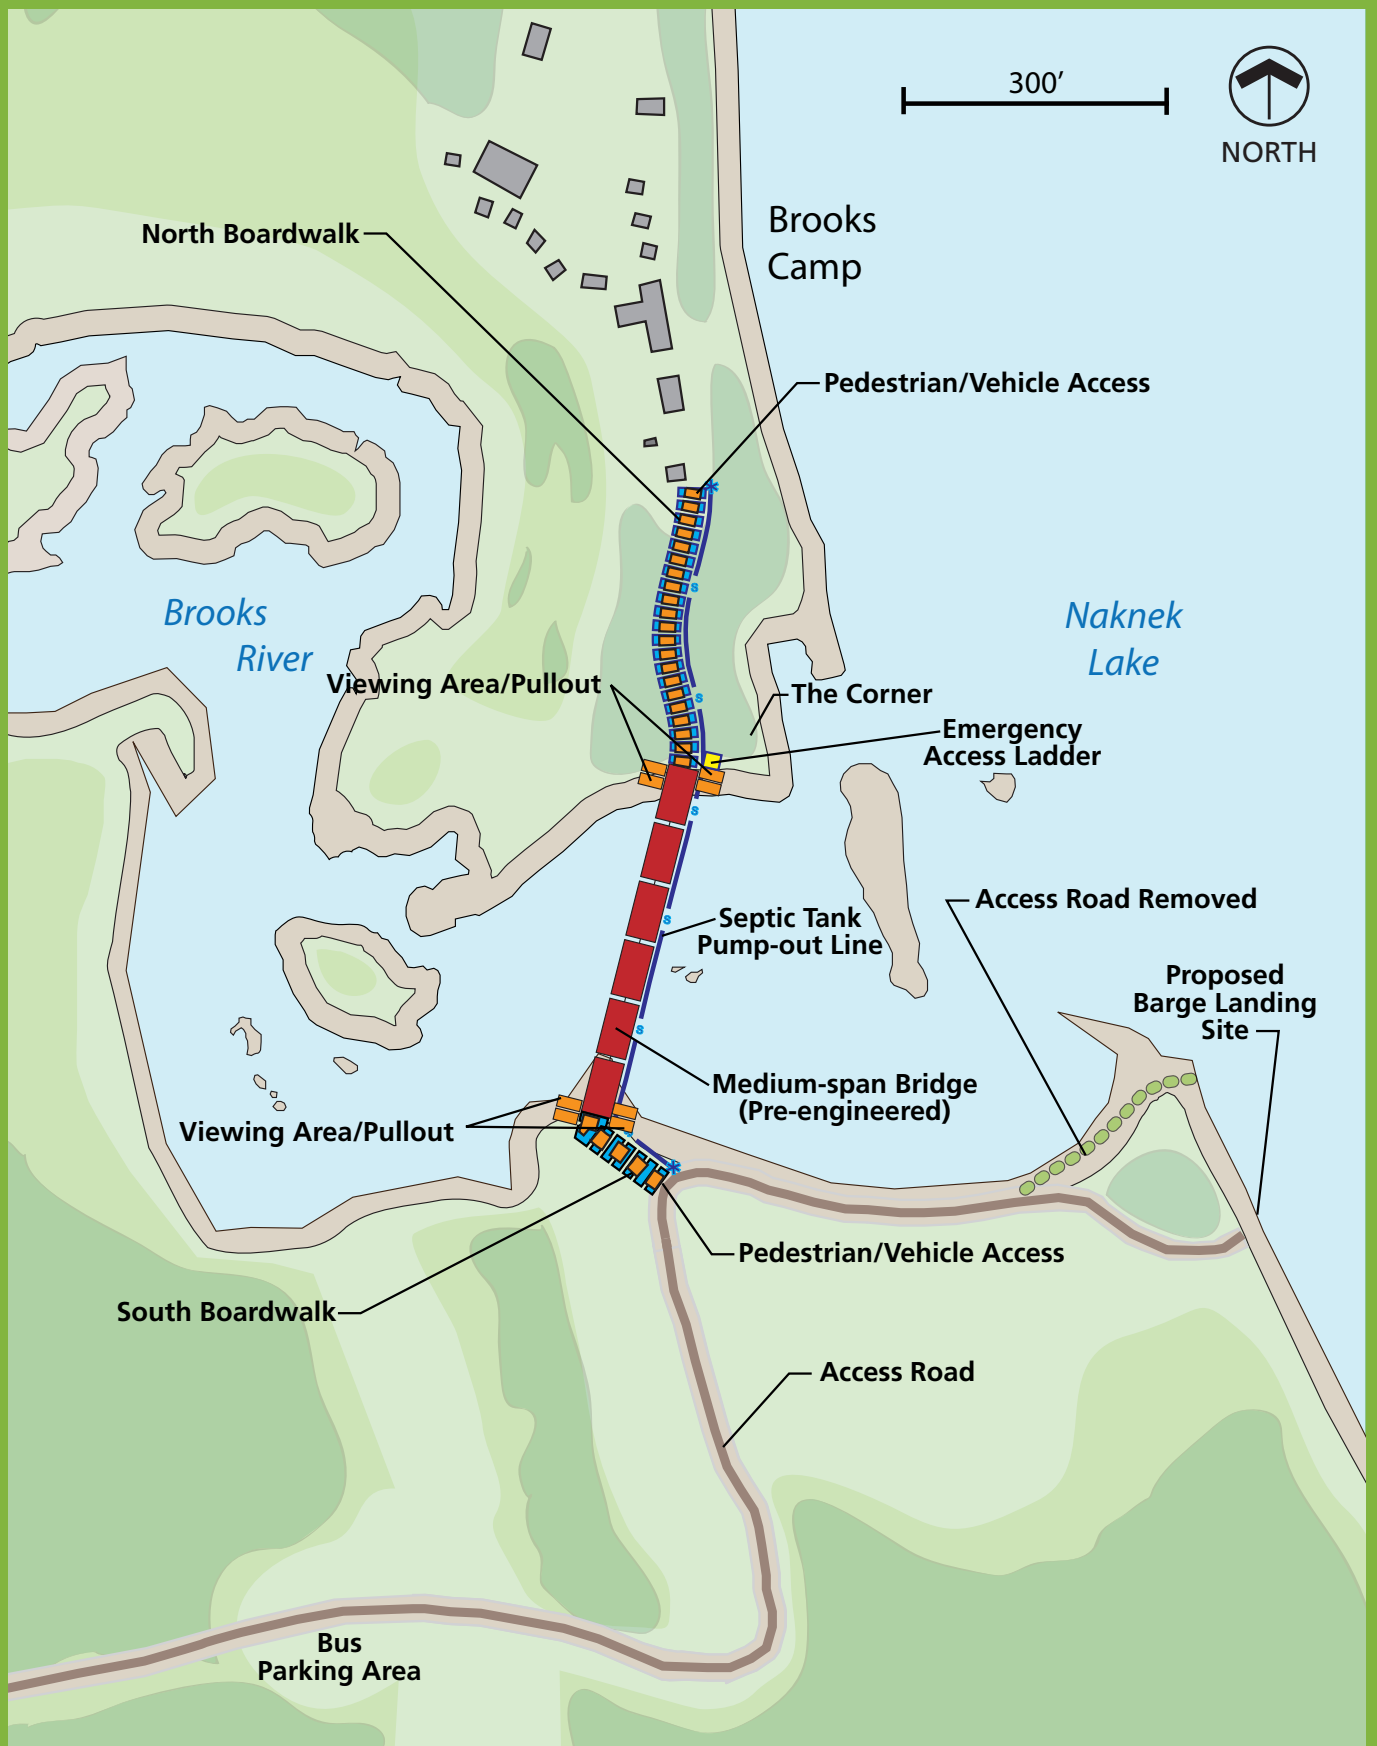 300’
NORTH
Brooks
Camp
North Boardwalk
Pedestrian/Vehicle Access
Brooks
River
Naknek
Lake
Viewing Area/Pullout
The Corner
Emergency
Access Ladder
s
s
s
s
s
Access Road Removed
Septic Tank
Pump-out Line
Proposed
Barge Landing
Site
Medium-span Bridge
(Pre-engineered)
Viewing Area/Pullout
Pedestrian/Vehicle Access
South Boardwalk
Access Road
Bus
Parking Area